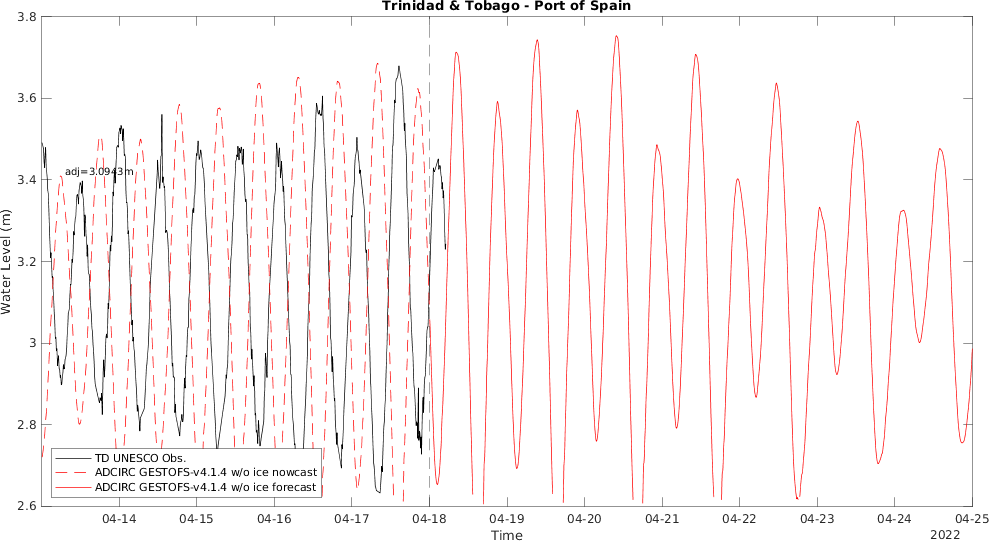 Trinidad & Tobago - Port of Spain
3.8
3.6
3.4
3.2
3
2.8
2.6
Water Level (m)
adj=3.0943m
TD UNESCO Obs.
ADCIRC GESTOFS-v4.1.4 w/o ice nowcast
ADCIRC GESTOFS-v4.1.4 w/o ice forecast
04-14 04-15 04-16 04-17 04-18 04-19 04-20 04-21 04-22 04-23 04-24 04-25
Time
2022